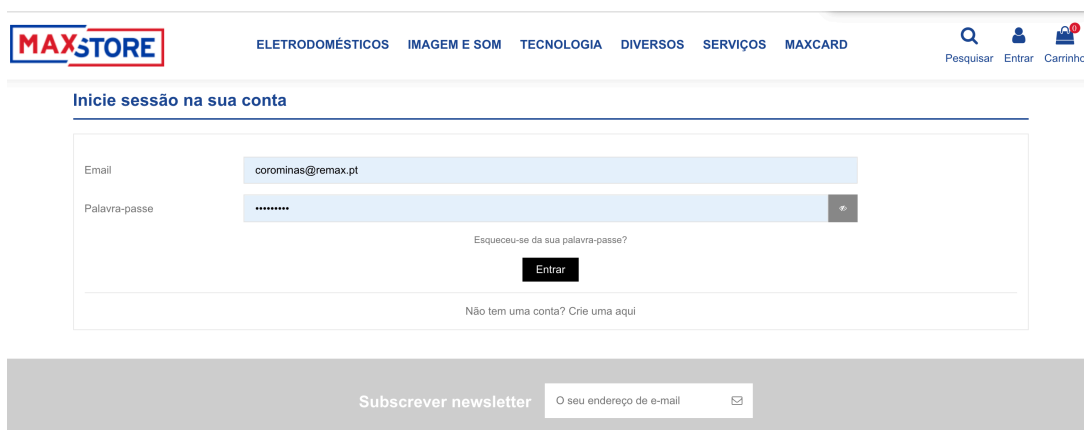 MAXSTORE
ELETRODOMÉSTICOS IMAGEM E SOM TECNOLOGIA DIVERSOS SERVIÇOS MAXCARD
0
Pesquisar Entrar Carrinho
Inicie sessão na sua conta
Email corominas@remax.pt
Palavra-passe •••••••••
Esqueceu-se da sua palavra-passe?
Entrar
Não tem uma conta? Crie uma aqui
Subscrever newsletter O seu endereço de e-mail